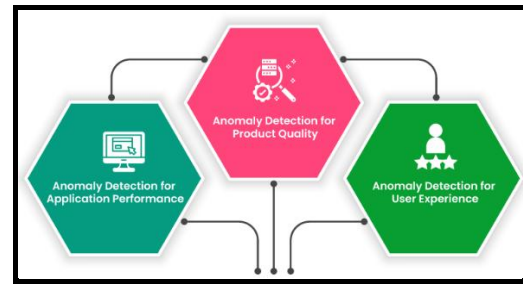 Anomaly Detection for
Product Quality
Anomaly Detection for
Application Performance
Anomaly Detection for
User Experience